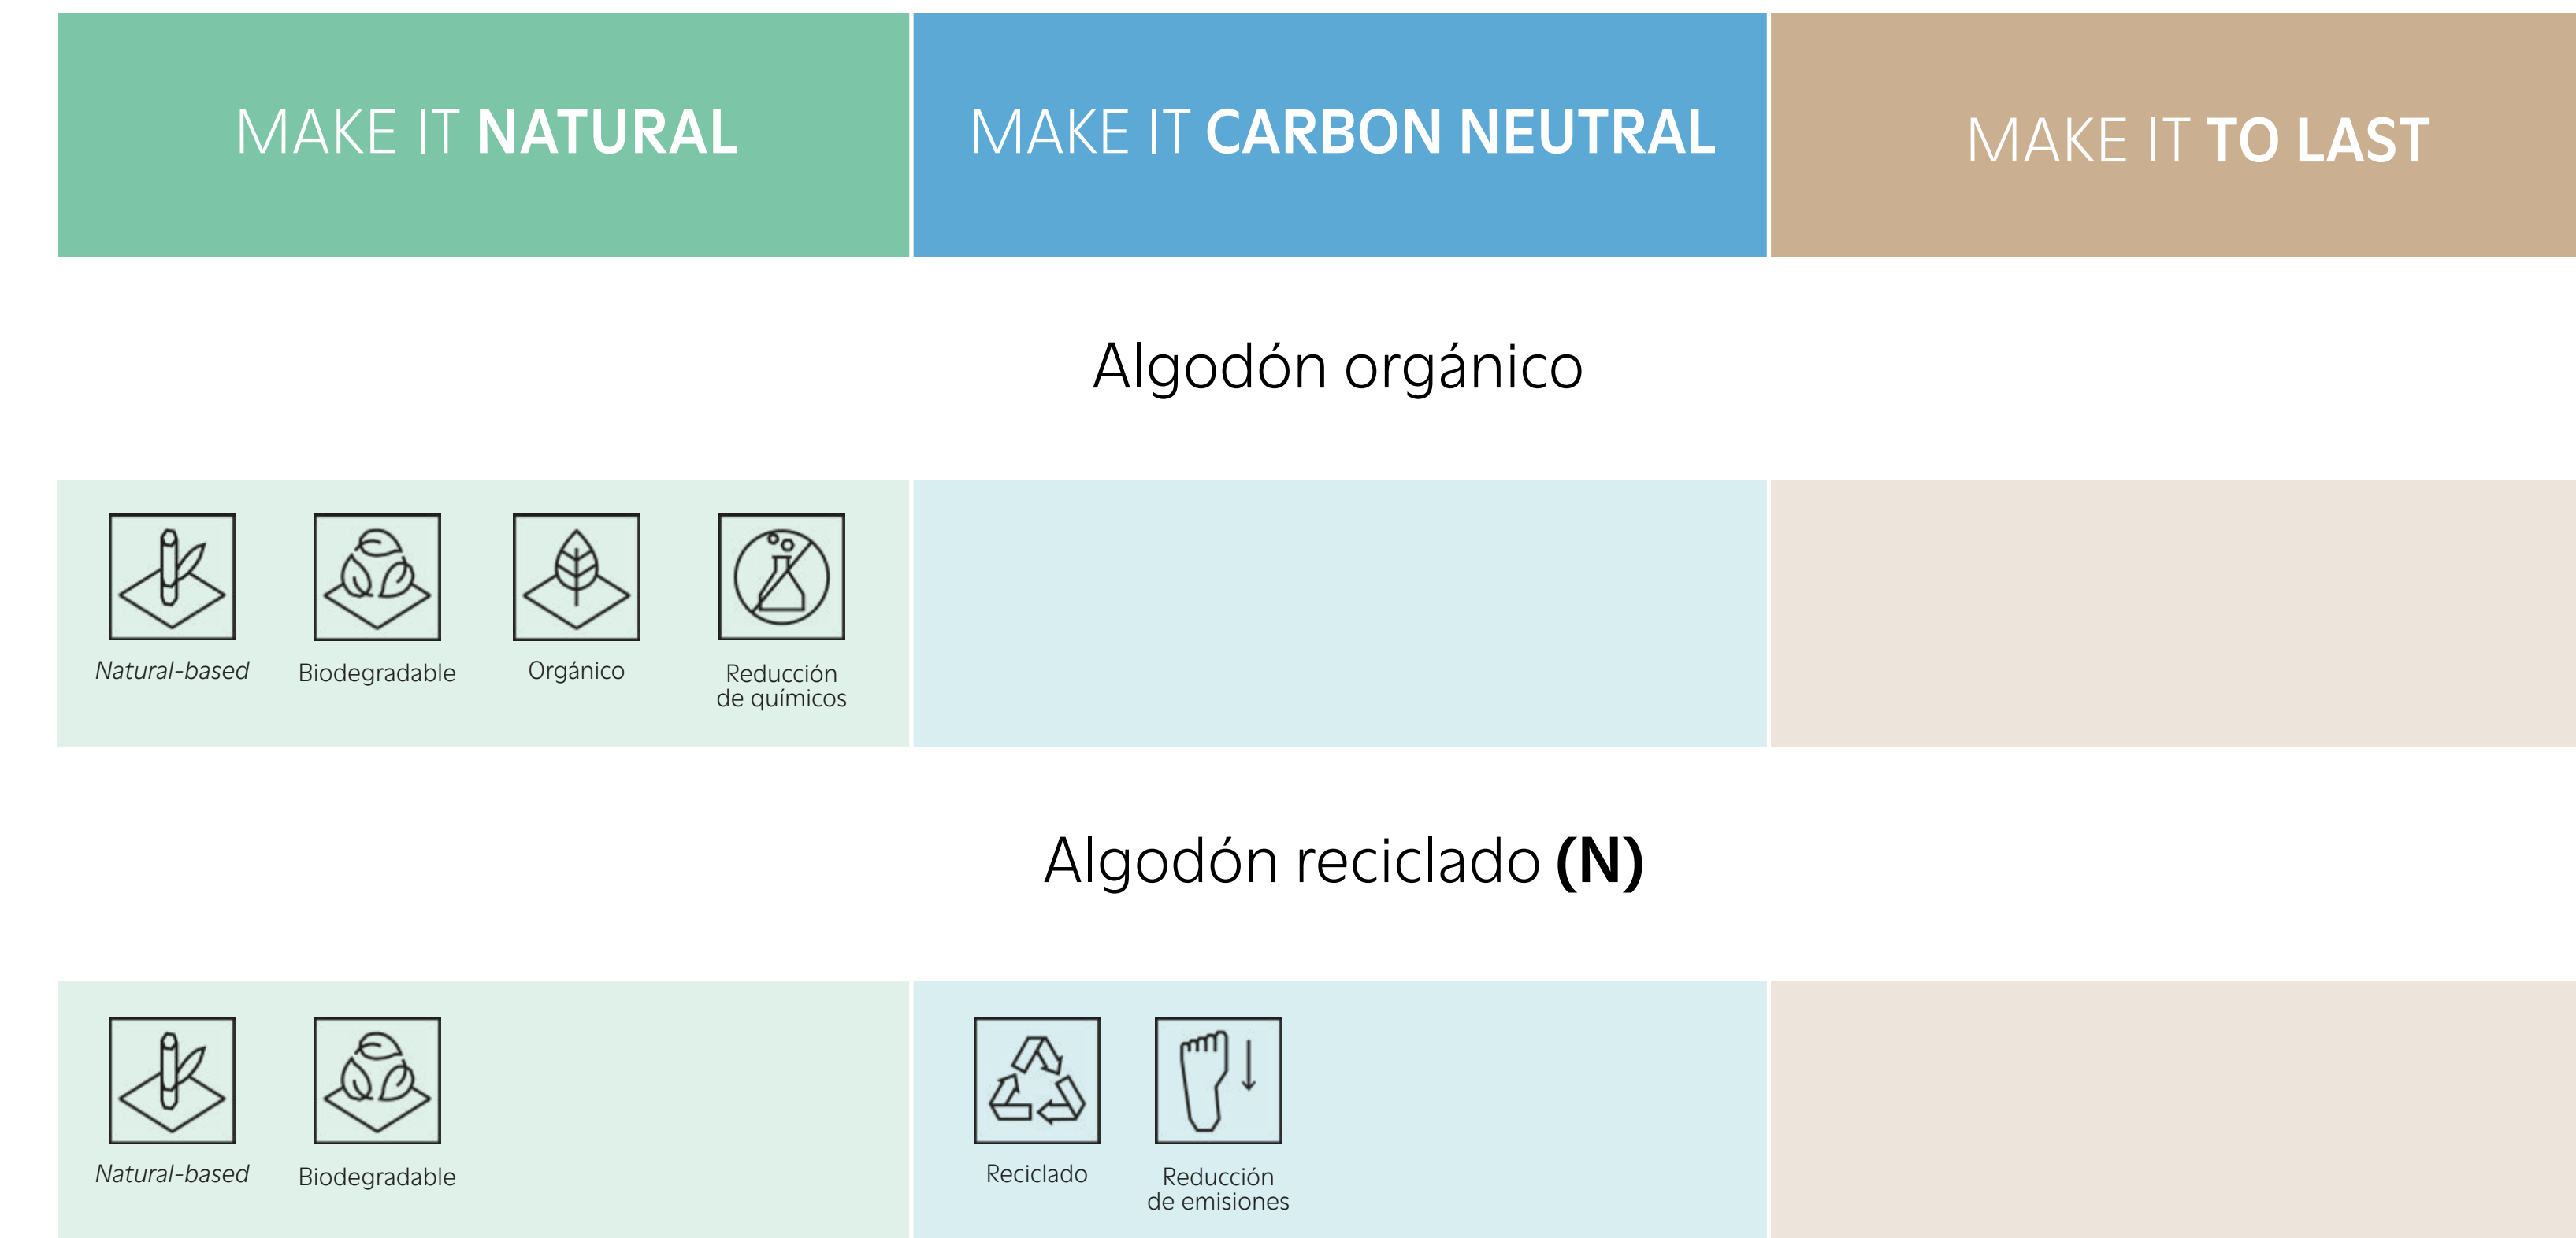 MAKE IT NATURAL
MAKE IT CARBON NEUTRAL
MAKE IT TO LAST
Algodón orgánico
Natural-based
Biodegradable
Orgánico
Reducción
de químicos
Algodón reciclado (N)
Natural-based
Biodegradable
Reciclado
Reducción
de emisiones